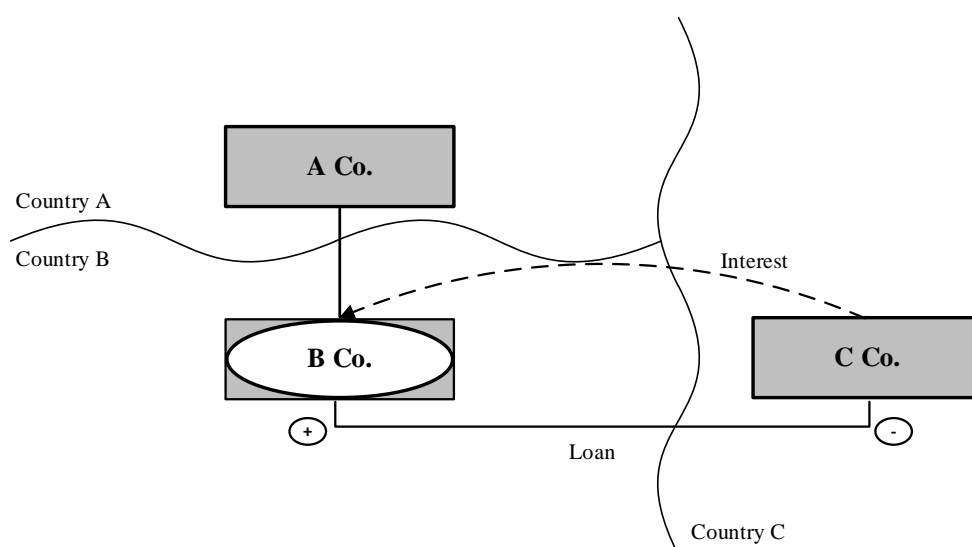 A Co.
Country A
Country B
Interest
B Co.
C Co.
+
-
Loan
Country C